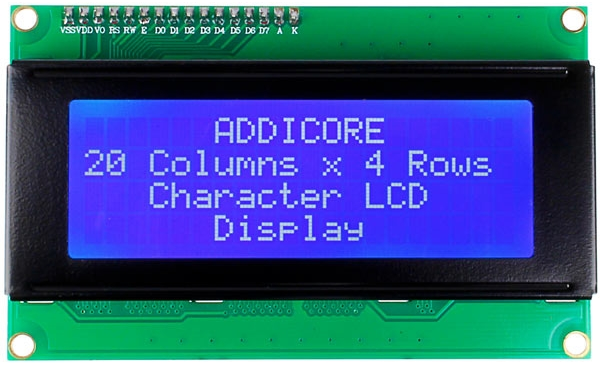 VSS VDD VO RS RW E D0 D1 D2 D3 D4 D5 D6 D7 A K
ADDICORE
20 Columns x 4 Rows
Character LCD
Display